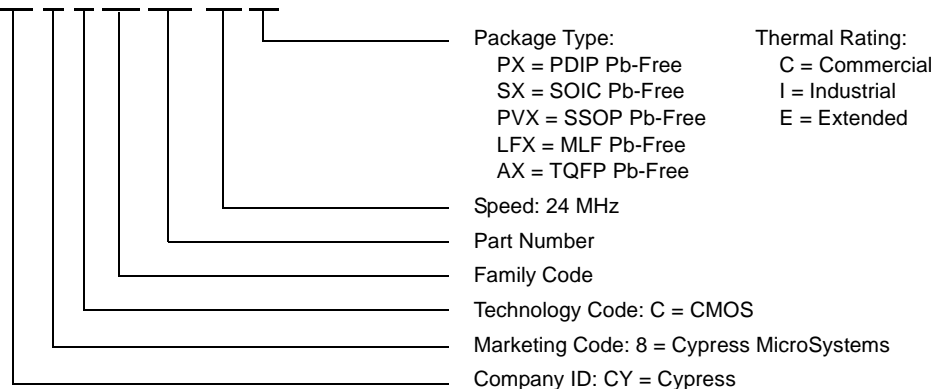 Package Type:
PX = PDIP Pb-Free
SX = SOIC Pb-Free
PVX = SSOP Pb-Free
LFX = MLF Pb-Free
AX = TQFP Pb-Free
Thermal Rating:
C = Commercial
I = Industrial
E = Extended
Speed: 24 MHz
Part Number
Family Code
Technology Code: C = CMOS
Marketing Code: 8 = Cypress MicroSystems
Company ID: CY = Cypress